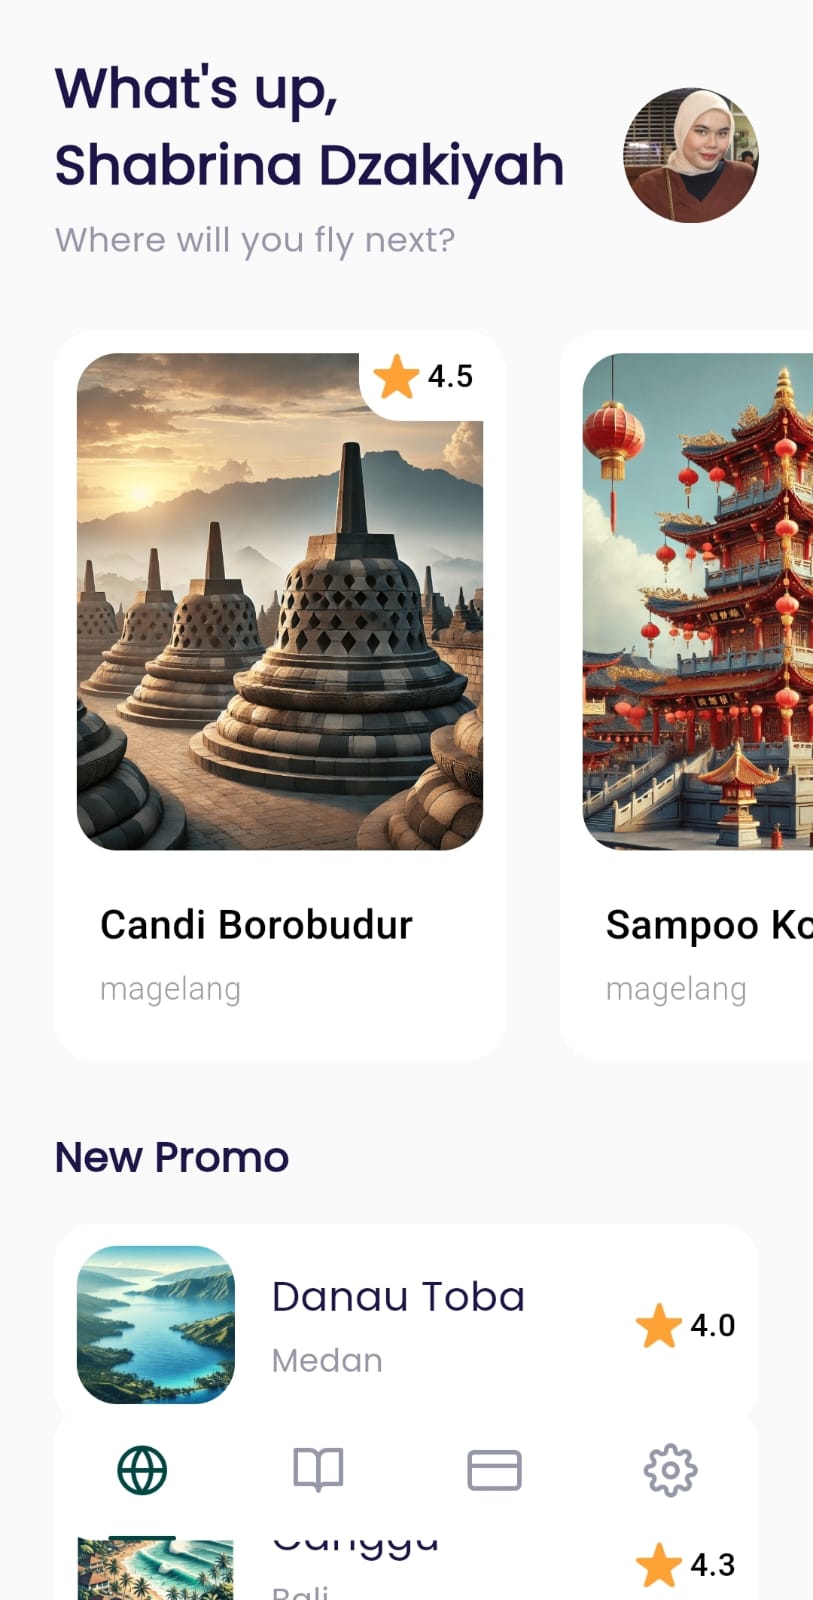 What's up,
Shabrina Dzakiyah
Where will you fly next?
4.5
Candi Borobudur
magelang
Sampoo Ko
magelang
New Promo
Danau Toba
Medan
4.0
Canggu
4.3
Bali